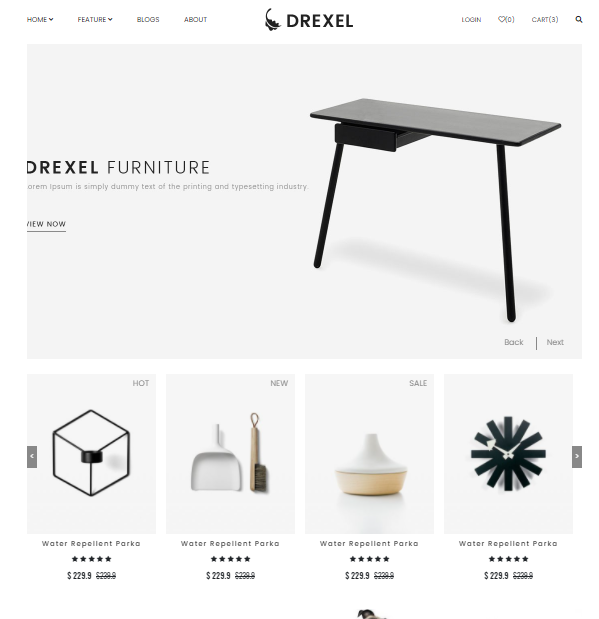 HOME FEATURE BLOGS ABOUT DREXEL LOGIN (0) CART(3)
DREXEL FURNITURE
orem Ipsum is simply dummy text of the printing and typesetting industry.
VIEW NOW
Back | Next
HOT NEW SALE
< >
Water Repellent Parka Water Repellent Parka Water Repellent Parka Water Repellent Parka
$ 229.9 $239.9 $ 229.9 $239.9 $ 229.9 $239.9 $ 229.9 $239.9